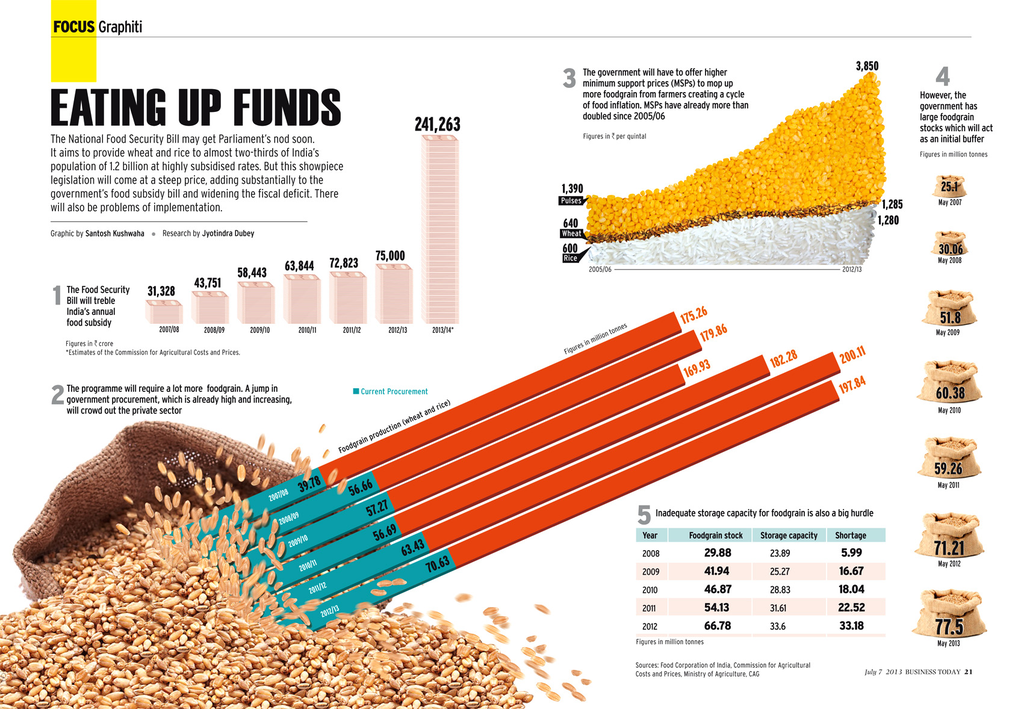 FOCUS Graphiti
EATING UP FUNDS
The National Food Security Bill may get Parliament's nod soon.
It aims to provide wheat and rice to almost two-thirds of India's
population of 1.2 billion at highly subsidised rates. But this showpiece
legislation will come at a steep price, adding substantially to the
government's food subsidy bill and widening the fiscal deficit. There
will also be problems of implementation.
Graphic by Santosh Kushwaha • Research by Jyotindra Dubey
1
The Food Security
Bill will treble
India's annual
food subsidy
31,328
43,751
58,443
63,844
72,823
75,000
241,263
2007/08
2008/09
2009/10
2010/11
2011/12
2012/13
2013/14*
Figures in ₹ crore
*Estimates of the Commission for Agricultural Costs and Prices.
2
The programme will require a lot more foodgrain. A jump in
government procurement, which is already high and increasing,
will crowd out the private sector
Current Procurement
Foodgrain production (wheat and rice)
Figures in million tonnes
2007/08 39.78 175.26
2008/09 56.66 179.86
2009/10 57.27 169.93
2010/11 56.69 182.28
2011/12 63.43 200.11
2012/13 70.63 197.84
3
The government will have to offer higher
minimum support prices (MSPs) to mop up
more foodgrain from farmers creating a cycle
of food inflation. MSPs have already more than
doubled since 2005/06
Figures in ₹ per quintal
3,850
1,390
Pulses
640
Wheat
600
Rice
1,285
1,280
2005/06
2012/13
4
However, the
government has
large foodgrain
stocks which will act
as an initial buffer
Figures in million tonnes
25.1
May 2007
30.06
May 2008
51.8
May 2009
60.38
May 2010
59.26
May 2011
71.21
May 2012
77.5
May 2013
5
Inadequate storage capacity for foodgrain is also a big hurdle
Year Foodgrain stock Storage capacity Shortage
2008 29.88 23.89 5.99
2009 41.94 25.27 16.67
2010 46.87 28.83 18.04
2011 54.13 31.61 22.52
2012 66.78 33.6 33.18
Figures in million tonnes
Sources: Food Corporation of India, Commission for Agricultural
Costs and Prices, Ministry of Agriculture, CAG
July 7 2013 BUSINESS TODAY 21